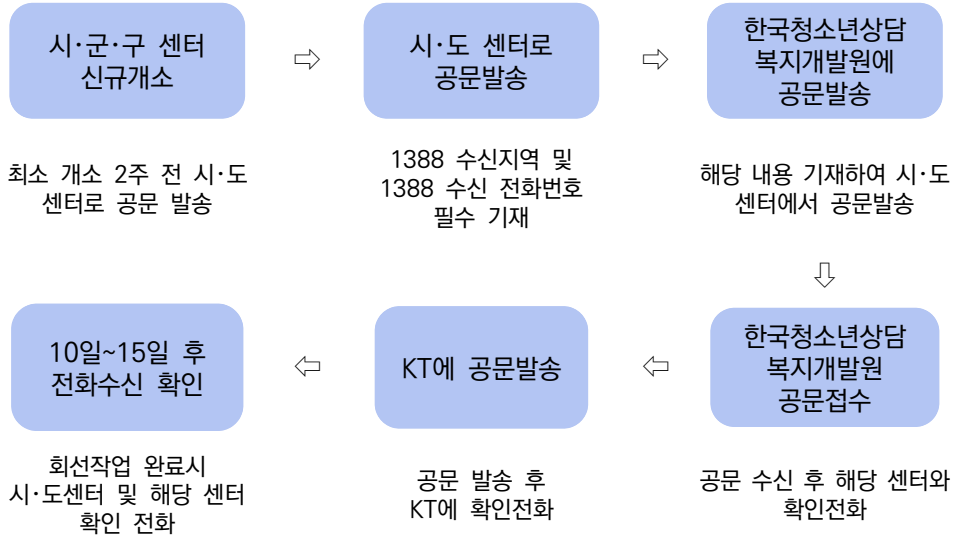 시·군·구 센터
신규개소
⇨
시·도 센터로
공문발송
⇨
한국청소년상담
복지개발원에
공문발송
최소 개소 2주 전 시·도
센터로 공문 발송
1388 수신지역 및
1388 수신 전화번호
필수 기재
해당 내용 기재하여 시·도
센터에서 공문발송
⇩
한국청소년상담
복지개발원
공문접수
⇦
KT에 공문발송
⇦
10일~15일 후
전화수신 확인
공문 수신 후 해당 센터와
확인전화
공문 발송 후
KT에 확인전화
회선작업 완료시
시·도센터 및 해당 센터
확인 전화